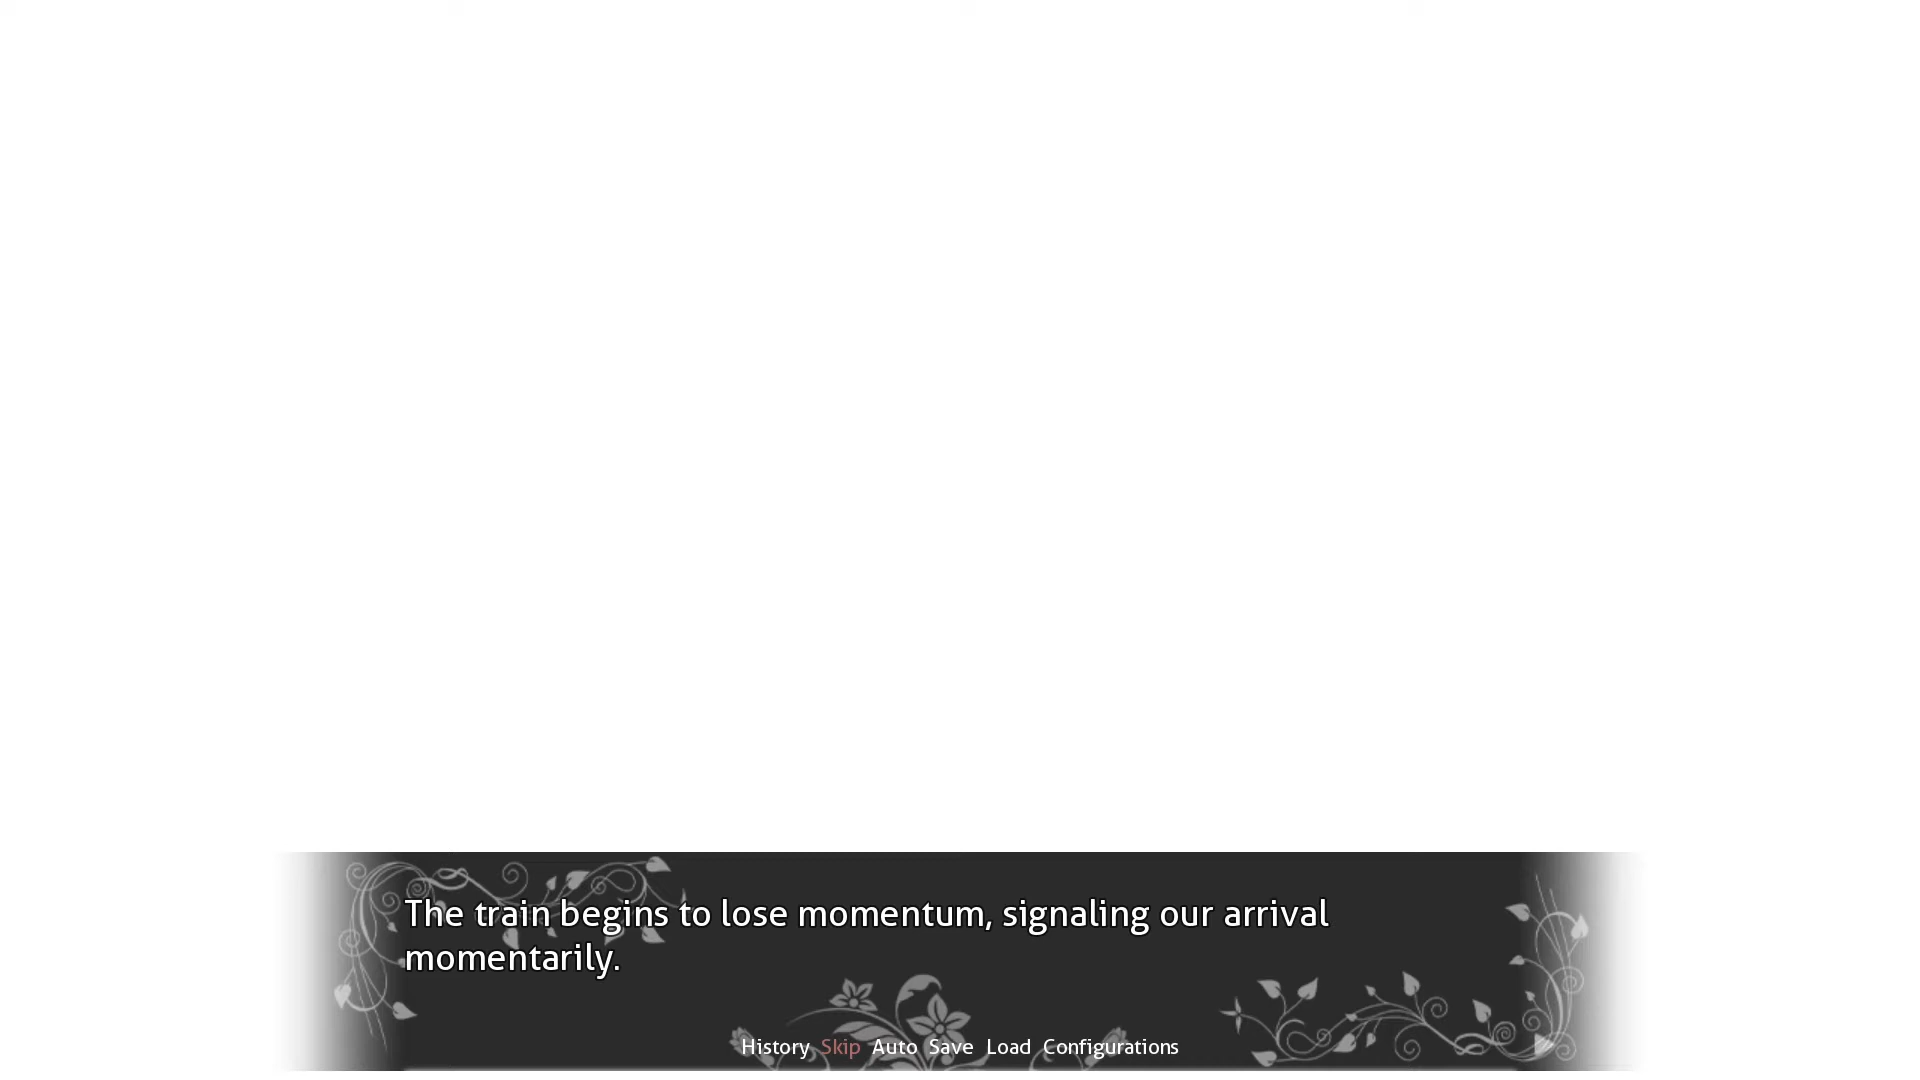 The train begins to lose momentum, signaling our arrival
momentarily.
History Skip Auto Save Load Configurations